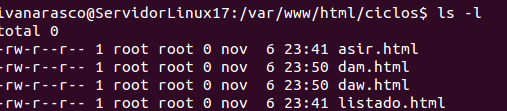 ivanarasco@ServidorLinux17:/var/www/html/ciclos$ ls -l
total 0
-rw-r--r-- 1 root root 0 nov  6 23:41 asir.html
-rw-r--r-- 1 root root 0 nov  6 23:50 dam.html
-rw-r--r-- 1 root root 0 nov  6 23:50 daw.html
-rw-r--r-- 1 root root 0 nov  6 23:41 listado.html